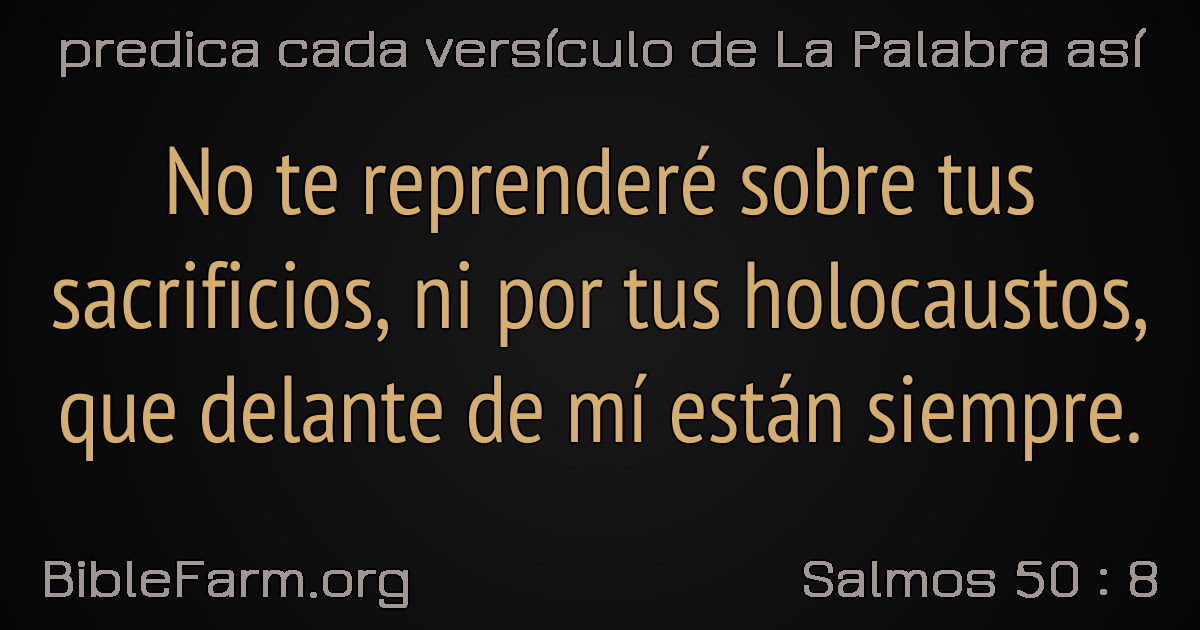 predica cada versículo de La Palabra así
No te reprenderé sobre tus
sacrificios, ni por tus holocaustos,
que delante de mí están siempre.
BibleFarm.org
Salmos 50 : 8